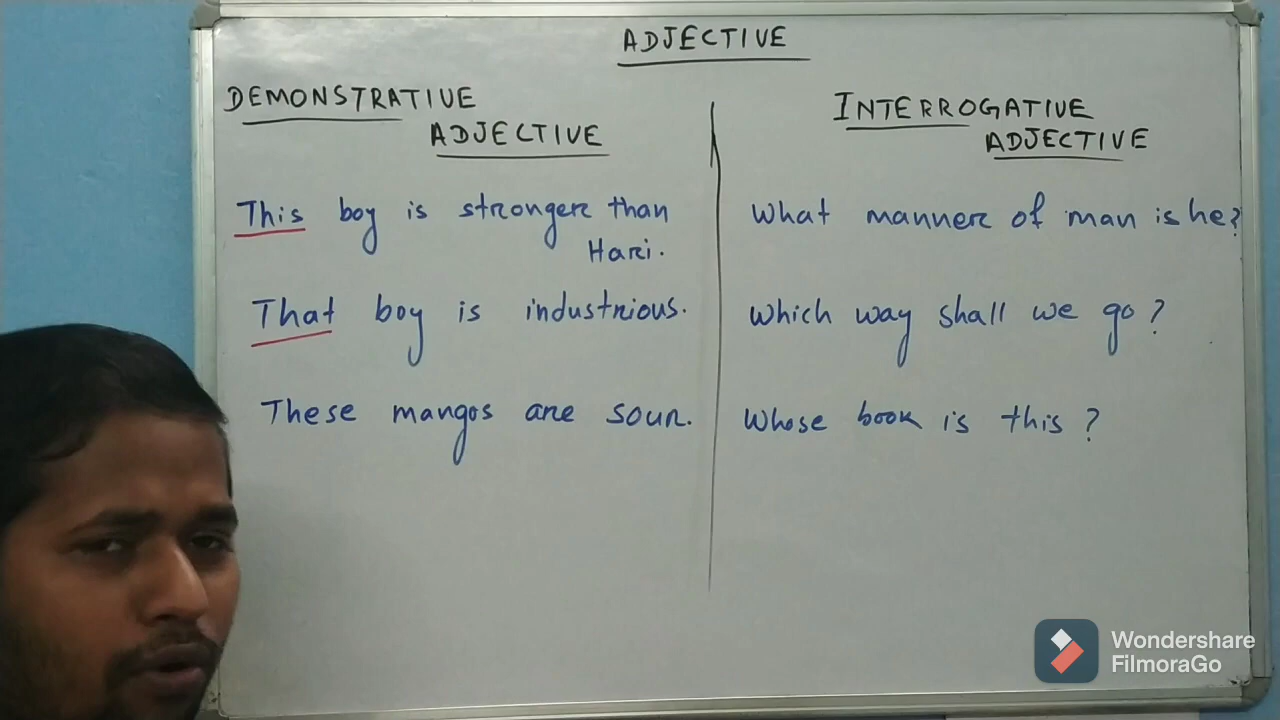 ADJECTIVE
DEMONSTRATIVE
ADJECTIVE
This boy is stronger than
Hari.
That boy is industrious.
These mangos are sour.
INTERROGATIVE
ADJECTIVE
What manner of man is he?
Which way shall we go?
Whose book is this?
Wondershare
FilmoraGo